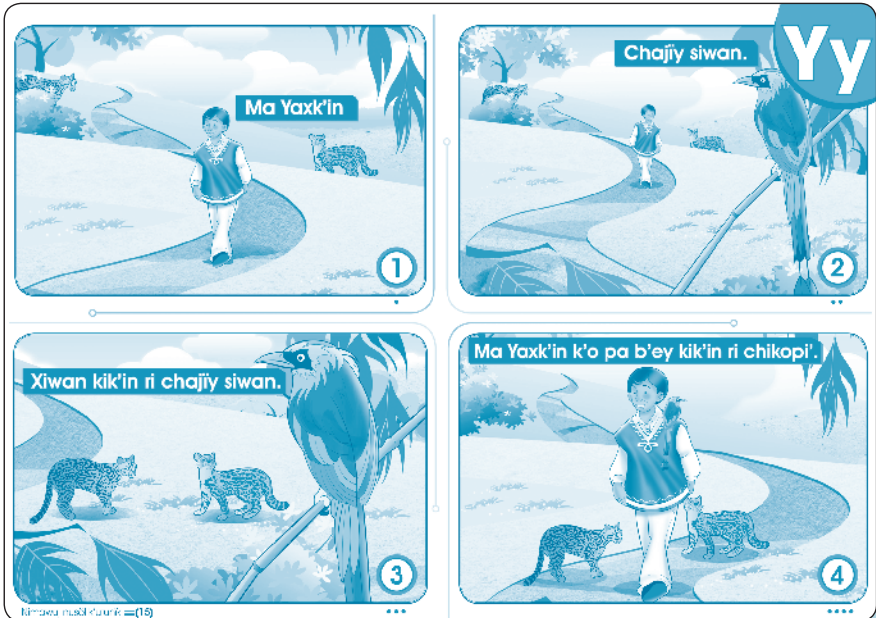 Yy
Ma Yaxk'in
1
Chajïy siwan.
2
Xiwan kik'in ri chajïy siwan.
3
Ma Yaxk'in k'o pa b'ey kik'in ri chikopi'.
4
(15)